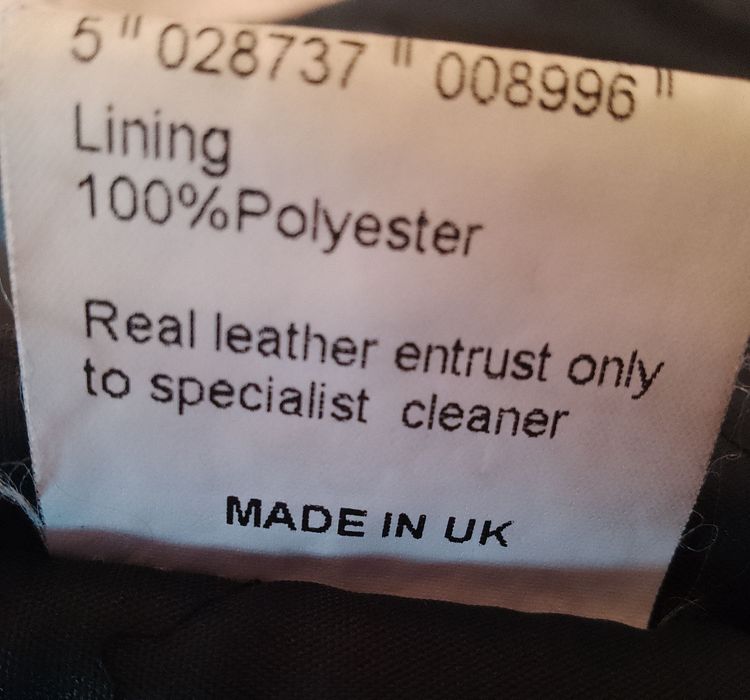 5 " 028737 " 008996 "
Lining
100%Polyester
Real leather entrust only
to specialist cleaner
MADE IN UK